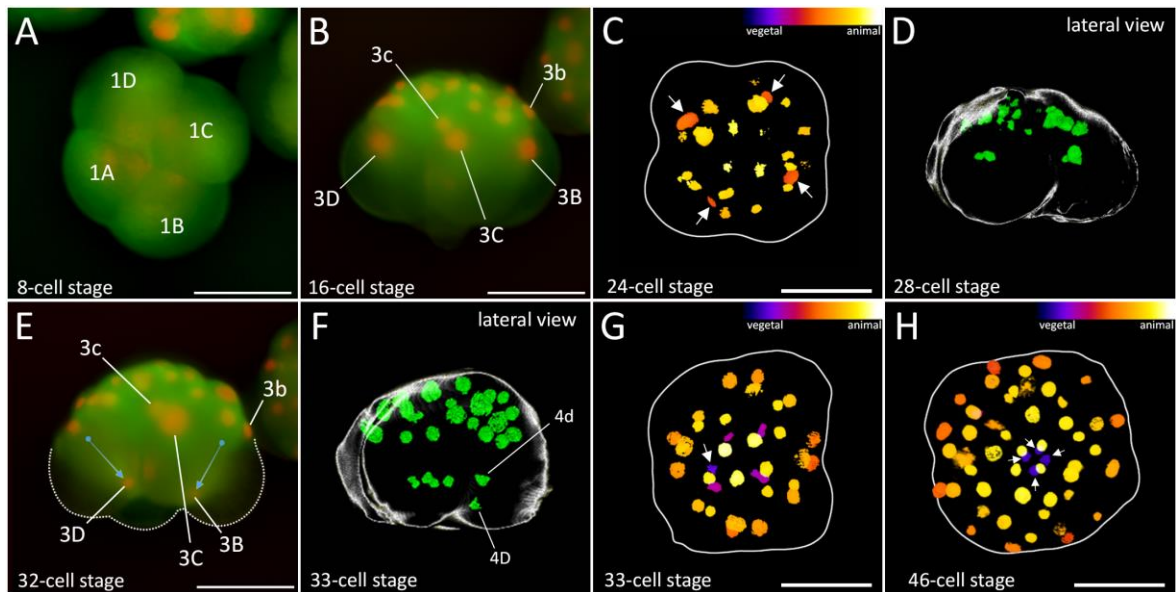 A
1D
1C
1A
1B
8-cell stage
B
3c
3b
3D
3B
3C
16-cell stage
C
vegetal animal
24-cell stage
D
lateral view
28-cell stage
E
3c
3b
3D
3C
3B
32-cell stage
F
lateral view
4d
4D
33-cell stage
G
vegetal animal
33-cell stage
H
vegetal animal
46-cell stage